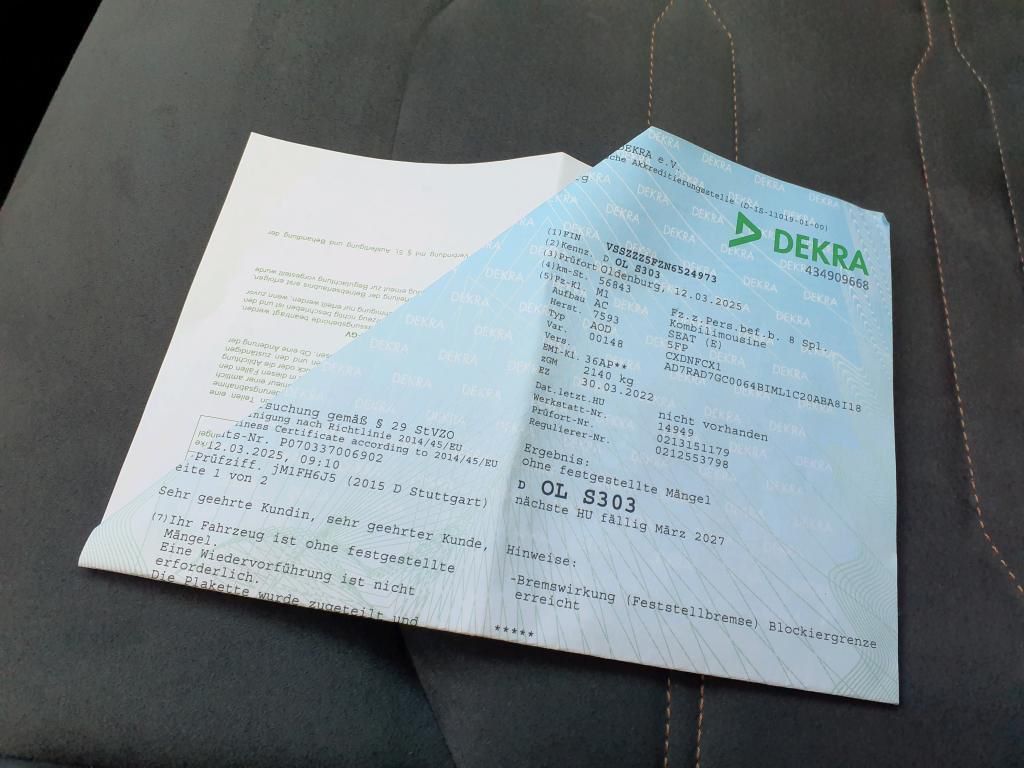 DEKRA e.V.
che Akkreditierungsstelle (D-IS-11019-01-00)
DEKRA
434909668
(1)FIN VSSZZZ5FZN6524973
(2)Kennz. D OL S303
(3)Prüfort Oldenburg, 12.03.2025
(4)km-St. 56843
(5)Fz-Kl. M1 Fz.z.Pers.bef.b. 8 Spl.
Aufbau AC Kombilimousine
Herst. 7593 SEAT (E)
Typ AOD 5FP
Var. 00148 CXDNFCX1
Vers. AD7RAD7GC0064BIML1C20ABA8I18
EMI-Kl. 36AP**
zGM 2140 kg
EZ 30.03.2022
Dat.letzt.HU nicht vorhanden
Werkstatt-Nr. 14949
Prüfort-Nr. 0213151179
Regulierer-Nr. 0212553798
Ergebnis:
ohne festgestellte Mängel
D OL S303
nächste HU fällig März 2027
Hinweise:
-Bremswirkung (Feststellbremse) Blockiergrenze
erreicht
suchung gemäß § 29 StVZO
inigung nach Richtlinie 2014/45/EU
iness Certificate according to 2014/45/EU
ts-Nr. P070337006902
12.03.2025, 09:10
Prüfziff. jM1FH6J5 (2015 D Stuttgart)
eite 1 von 2
Sehr geehrte Kundin, sehr geehrter Kunde,
(7)Ihr Fahrzeug ist ohne festgestellte
Mängel.
Eine Wiedervorführung ist nicht
erforderlich.
Die Plakette wurde zugeteilt und
*****